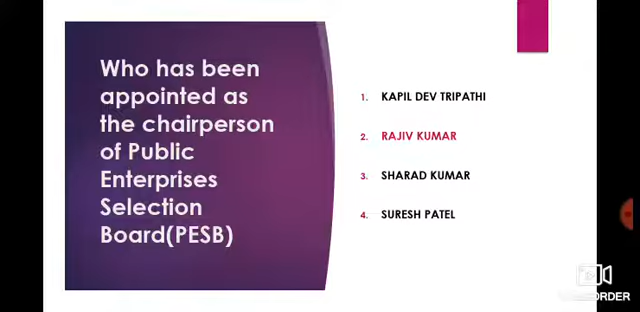 Who has been
appointed as
the chairperson
of Public
Enterprises
Selection
Board(PESB)
1. KAPIL DEV TRIPATHI
2. RAJIV KUMAR
3. SHARAD KUMAR
4. SURESH PATEL